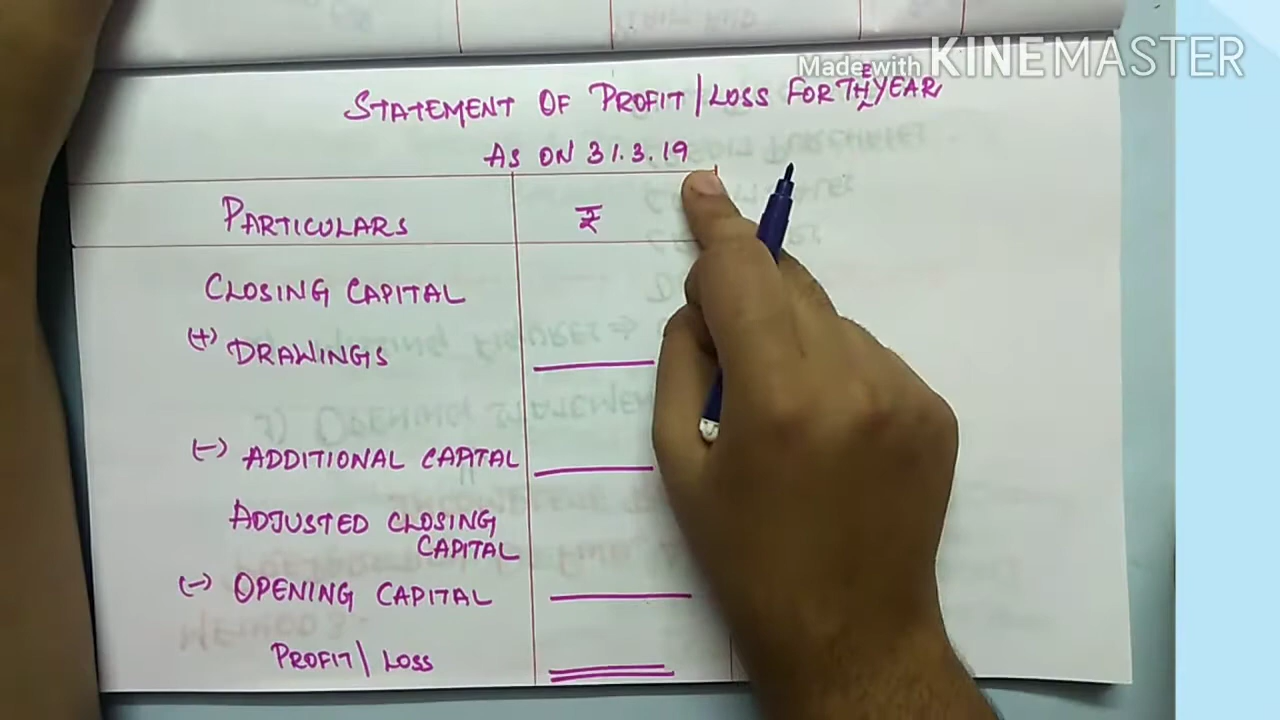 Made with KINEMASTER
STATEMENT OF PROFIT/LOSS FOR THE YEAR
AS ON 31.3.19
PARTICULARS ₹
CLOSING CAPITAL
(+) DRAWINGS
(-) ADDITIONAL CAPITAL
ADJUSTED CLOSING
CAPITAL
(-) OPENING CAPITAL
PROFIT/LOSS